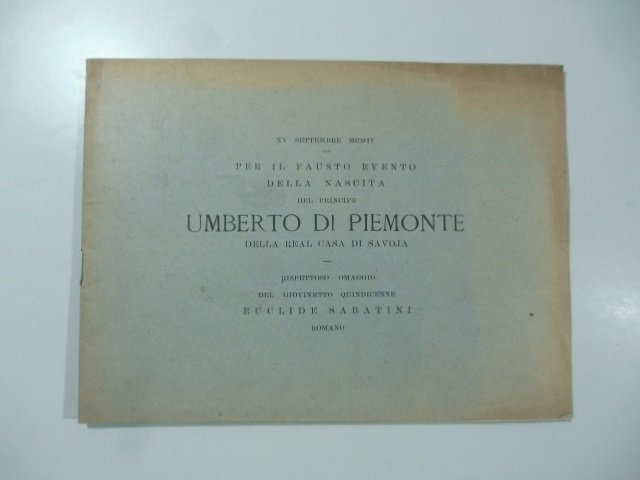 XV SETTEMBRE MCMIV
PER IL FAUSTO EVENTO
DELLA NASCITA
DEL PRINCIPE
UMBERTO DI PIEMONTE
DELLA REAL CASA DI SAVOJA
RISPETTOSO OMAGGIO
DEL GIOVINETTO QUINDICENNE
EUCLIDE SABATINI
ROMANO